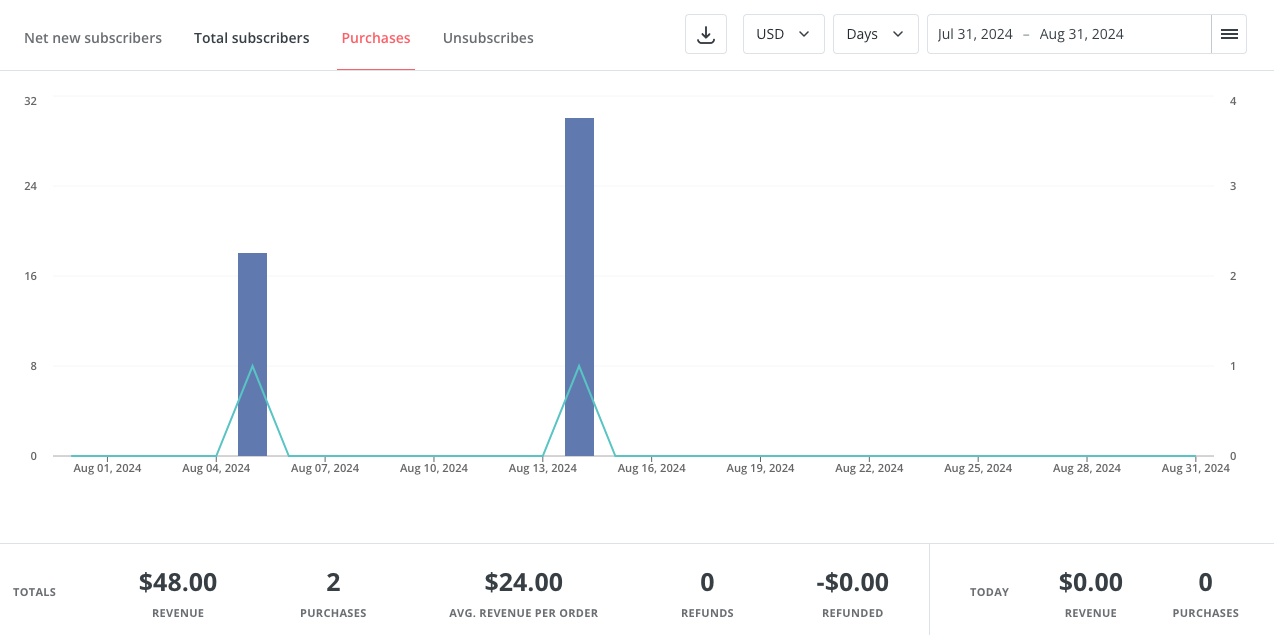 Net new subscribers Total subscribers Purchases Unsubscribes USD Days Jul 31, 2024 – Aug 31, 2024
32 4
24 3
16 2
8 1
0 0
Aug 01, 2024 Aug 04, 2024 Aug 07, 2024 Aug 10, 2024 Aug 13, 2024 Aug 16, 2024 Aug 19, 2024 Aug 22, 2024 Aug 25, 2024 Aug 28, 2024 Aug 31, 2024
TOTALS $48.00 2 $24.00 0 -$0.00 TODAY $0.00 0
REVENUE PURCHASES AVG. REVENUE PER ORDER REFUNDS REFUNDED REVENUE PURCHASES